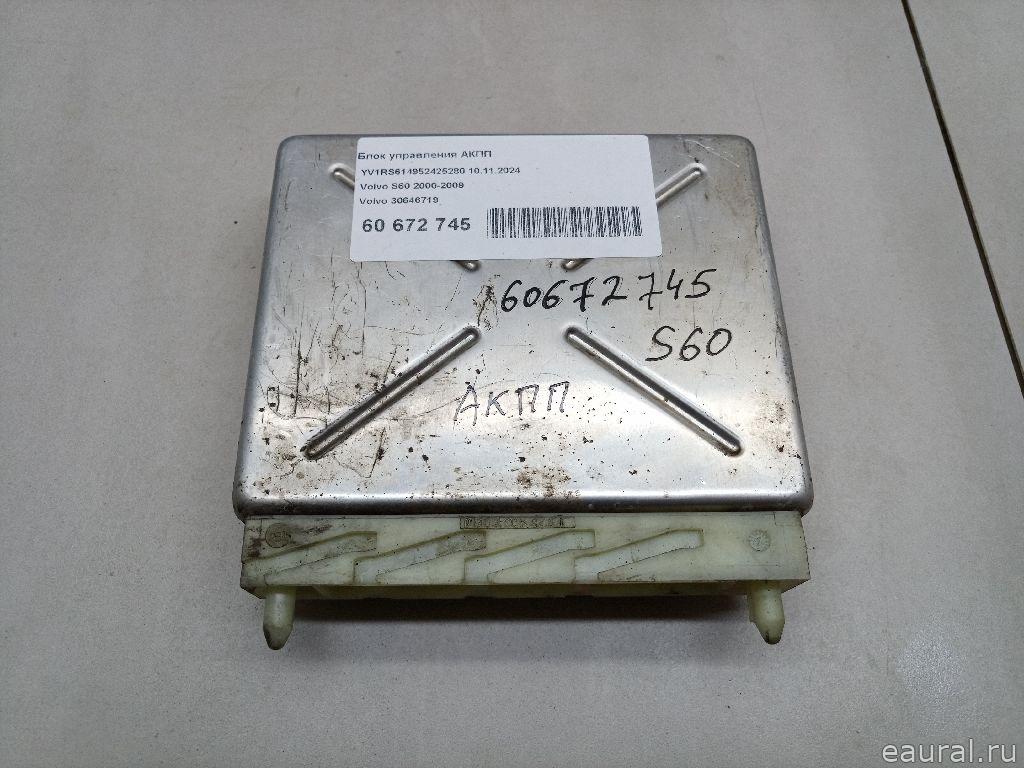 Блок управления АКПП
YV1RS614952425280 10.11.2024
Volvo S60 2000-2009
Volvo 30646719
60 672 745
60672745
S60
АКПП
eaural.ru